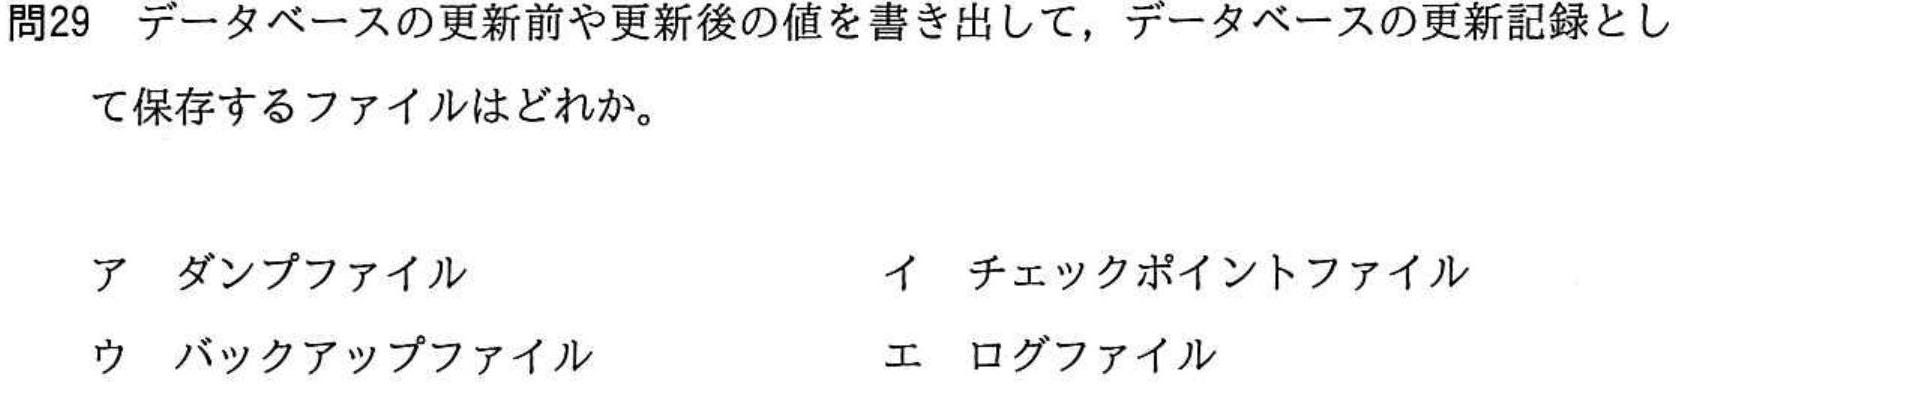 問29　データベースの更新前や更新後の値を書き出して，データベースの更新記録とし
て保存するファイルはどれか。
ア　ダンプファイル　イ　チェックポイントファイル
ウ　バックアップファイル　エ　ログファイル